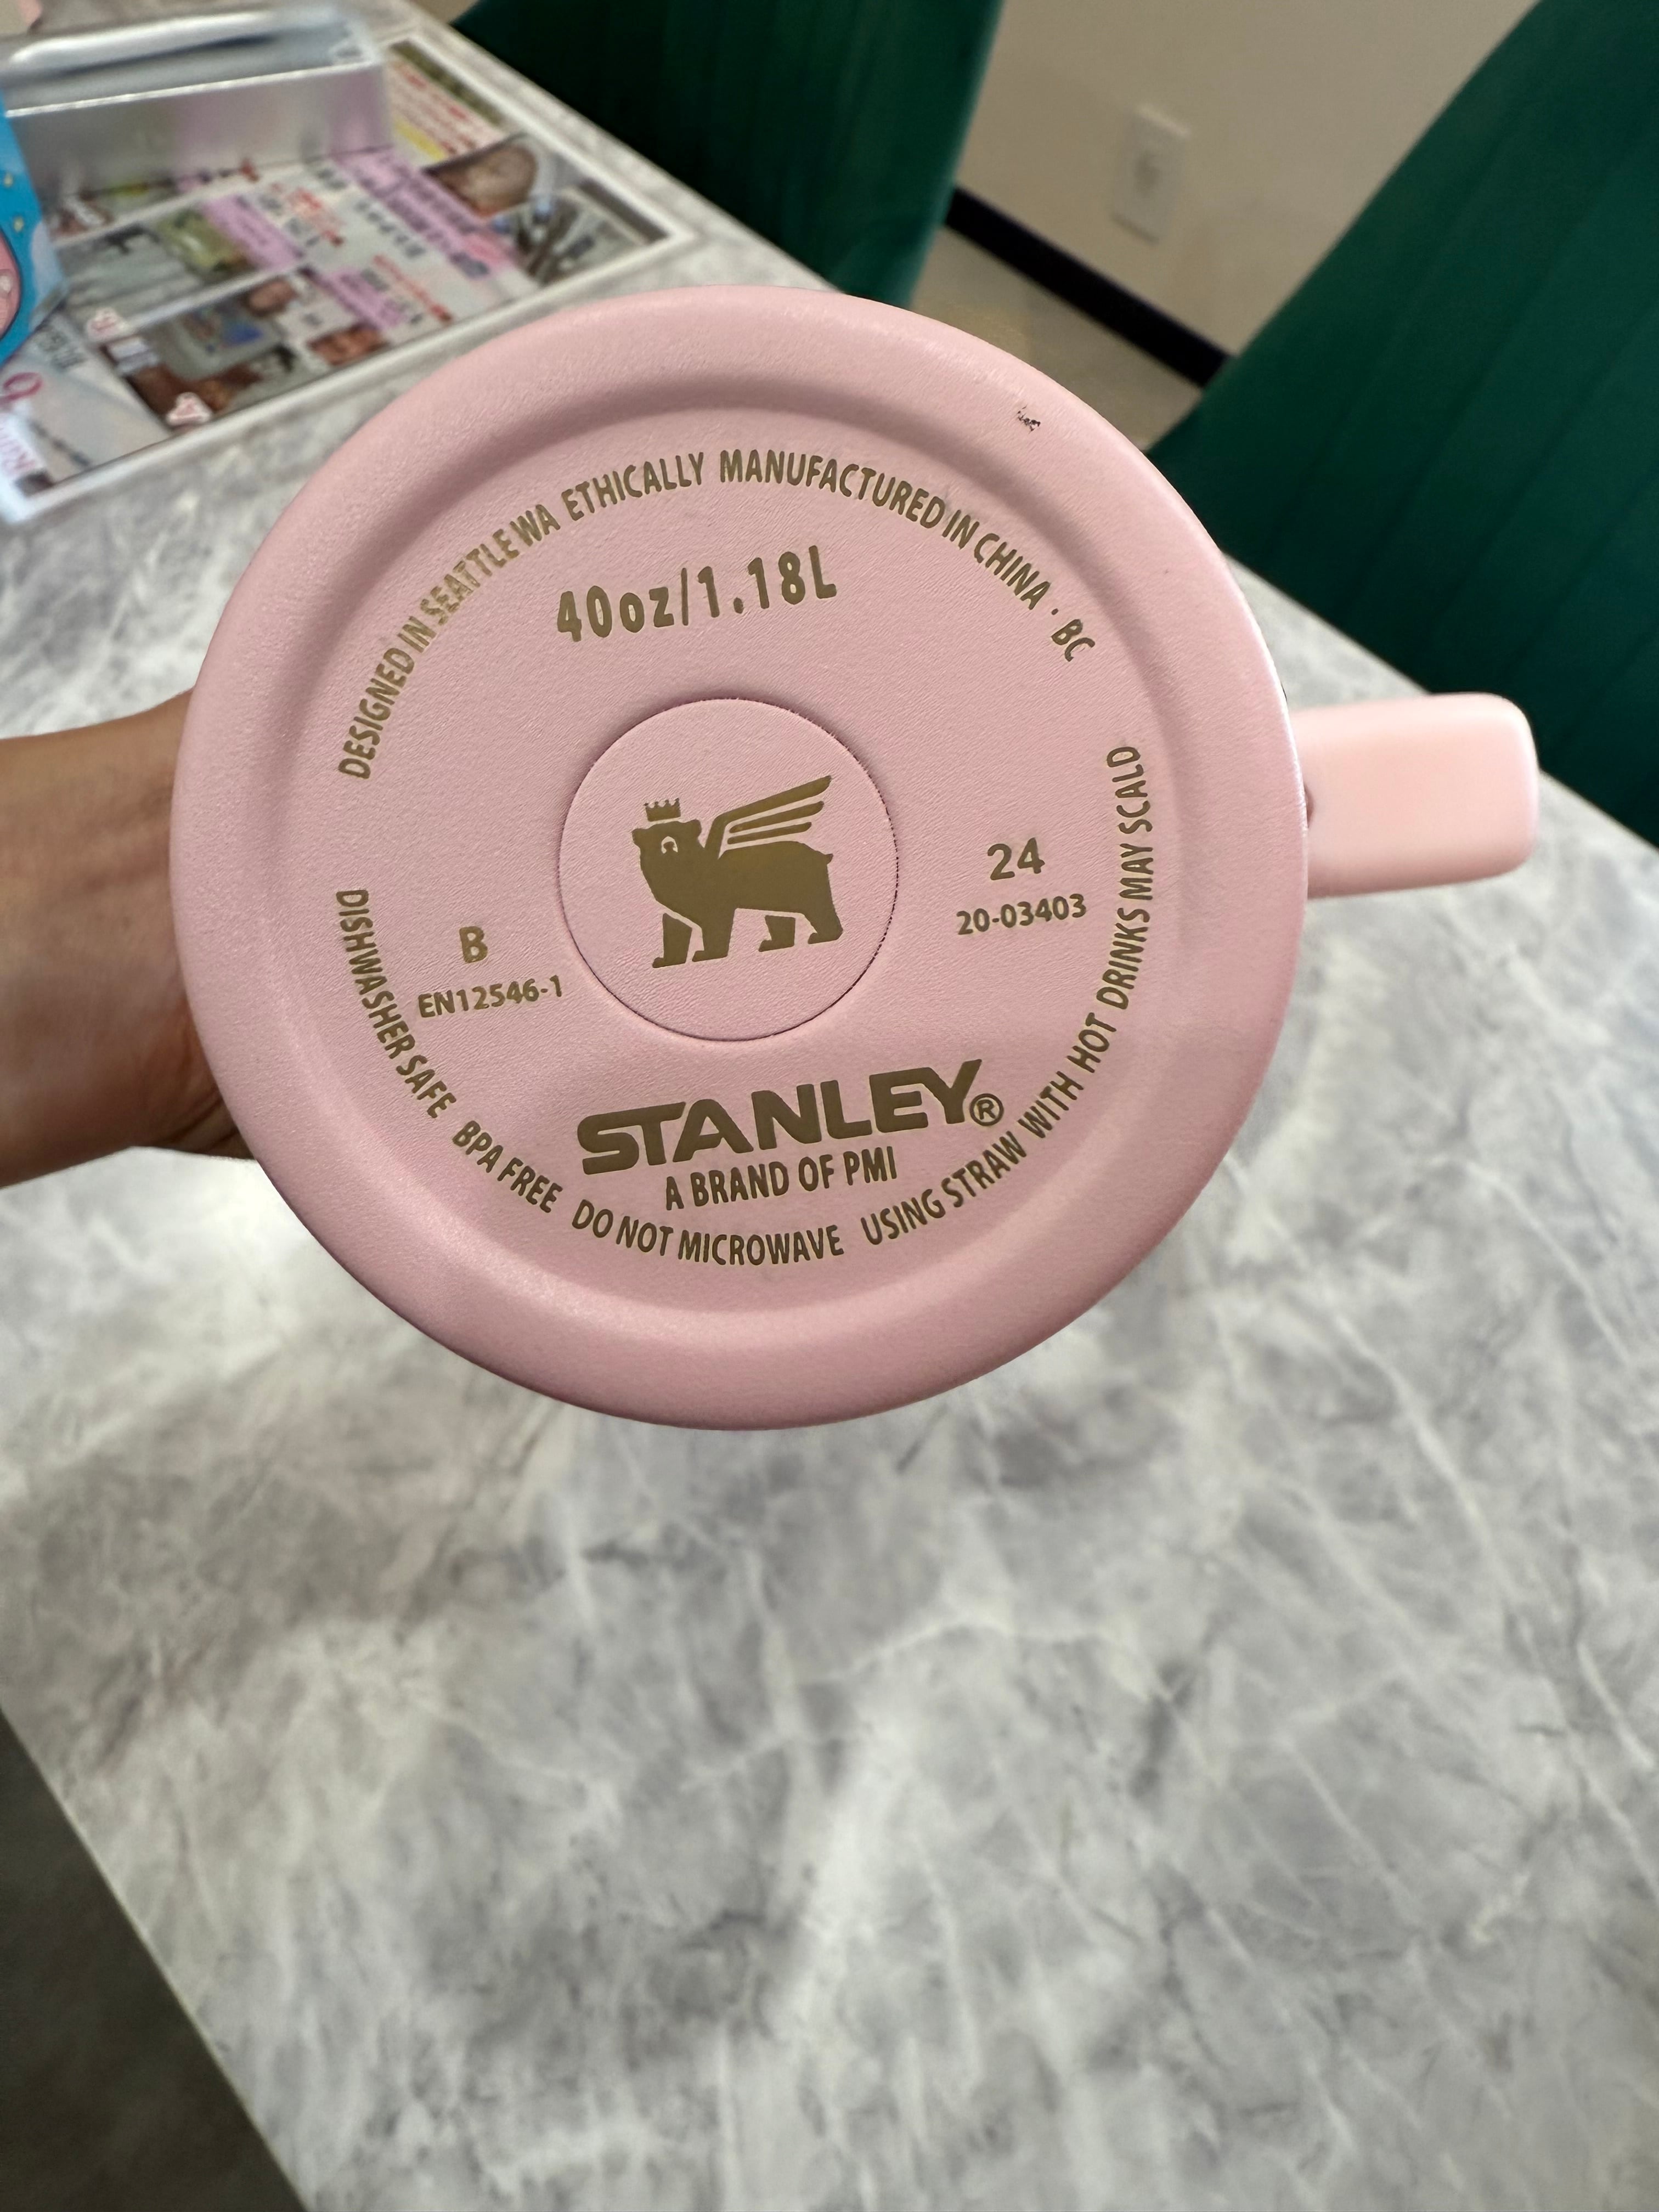 DESIGNED IN SEATTLE WA ETHICALLY MANUFACTURED IN CHINA · BC
40oz/1.18L
24
20-03403
B
EN12546-1
STANLEY®
A BRAND OF PMI
DISHWASHER SAFE BPA FREE DO NOT MICROWAVE USING STRAW WITH HOT DRINKS MAY SCALD